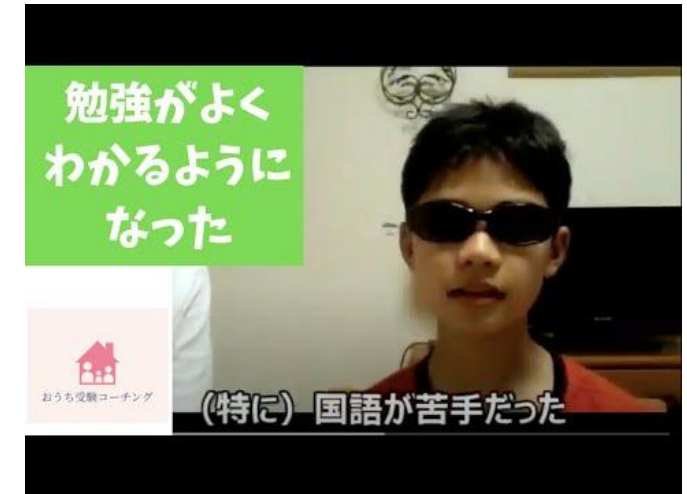 勉強がよく
わかるように
なった
おうち受験コーチング
（特に）国語が苦手だった